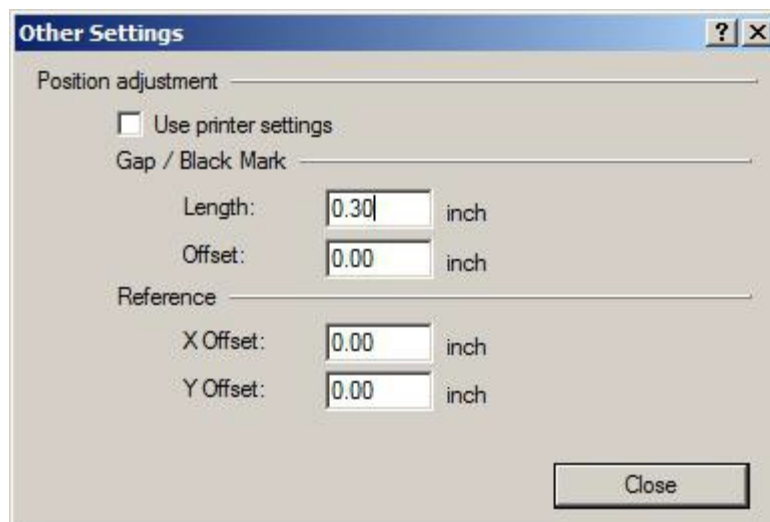 Other Settings
Position adjustment
Use printer settings
Gap / Black Mark
Length: 0.30 inch
Offset: 0.00 inch
Reference
X Offset: 0.00 inch
Y Offset: 0.00 inch
Close